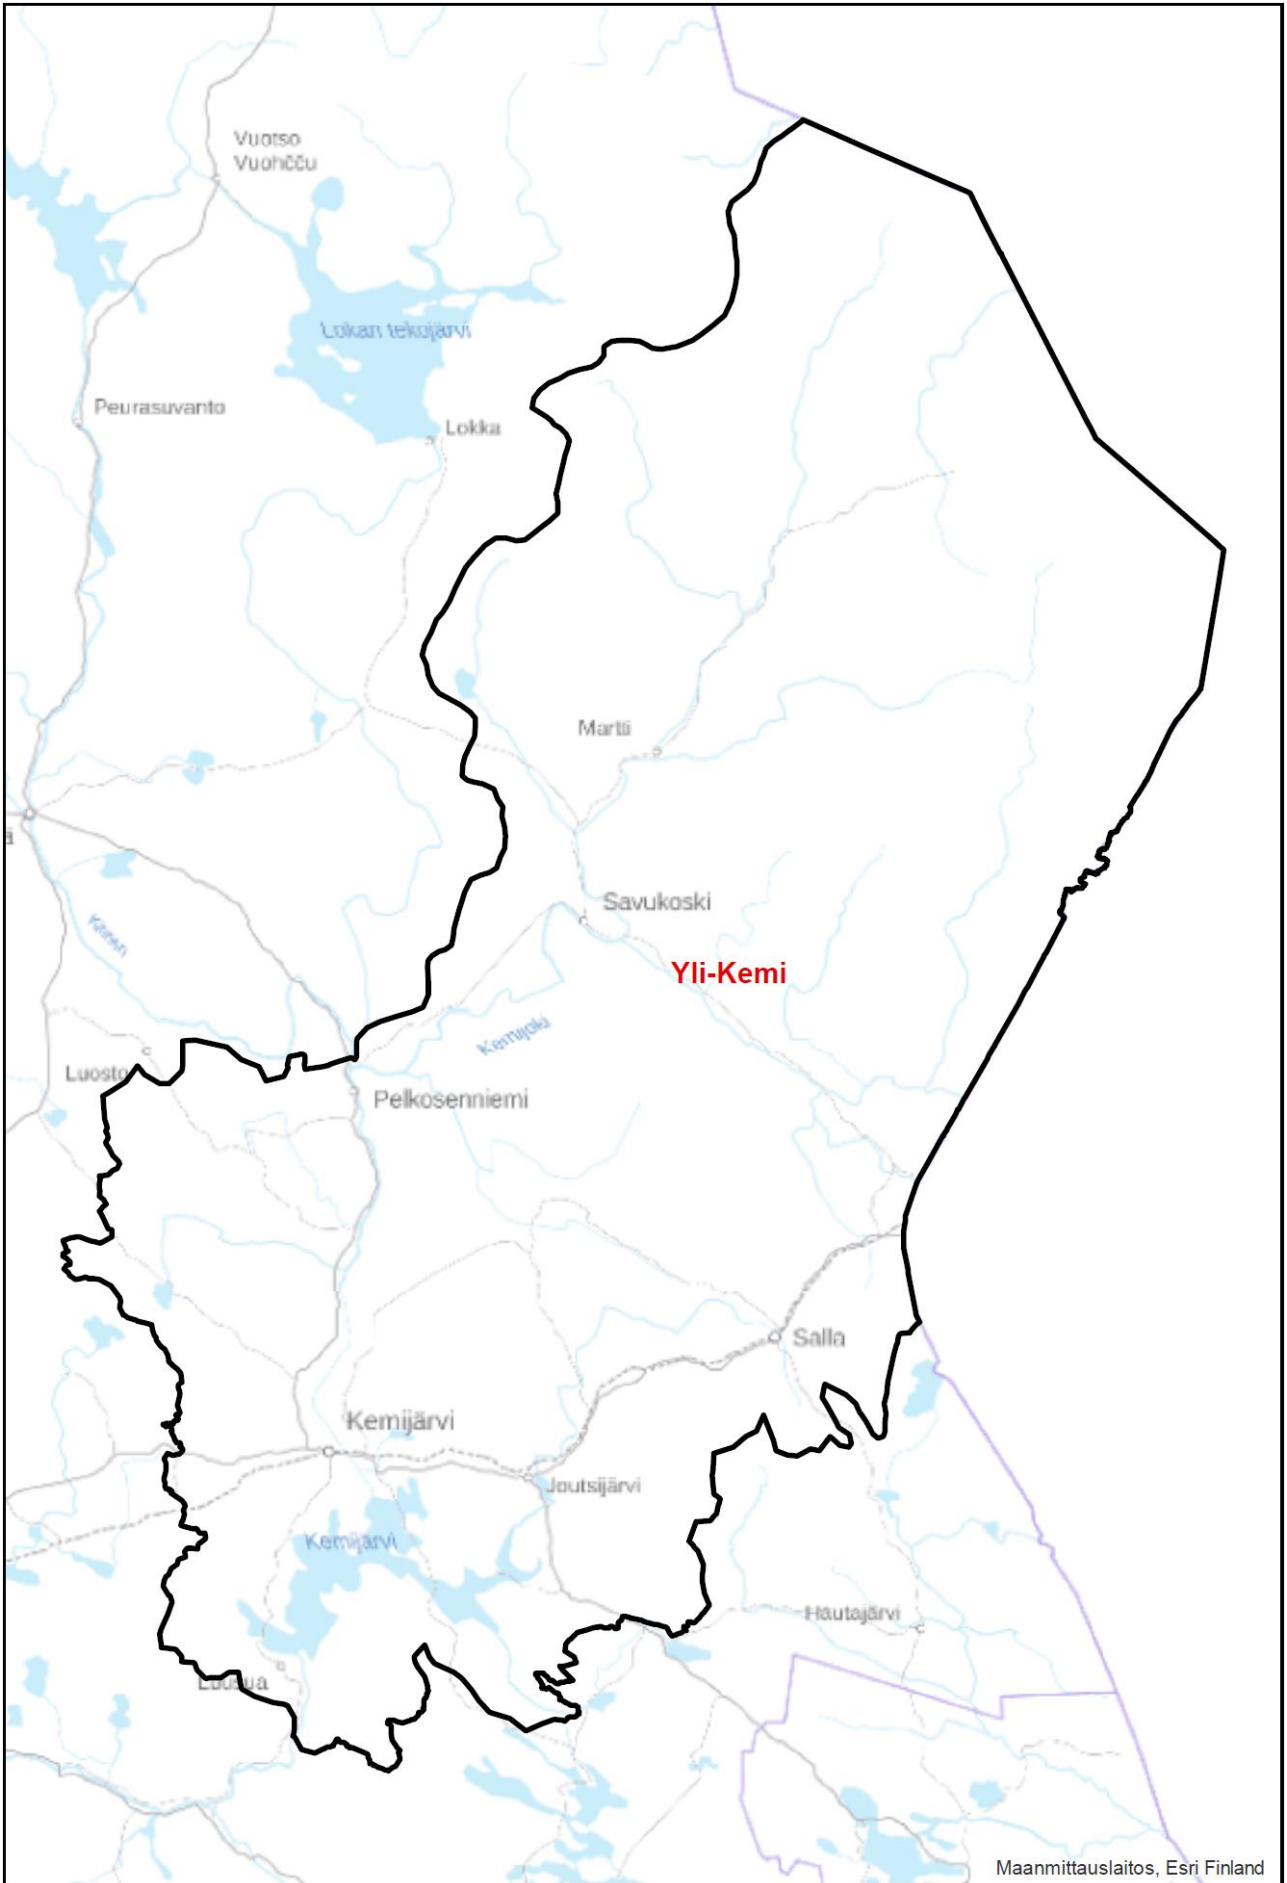 Vuotso
Vuohčču
Lokan tekojärvi
Peurasuvanto
Lokka
Martti
ä
Savukoski
Kitinen
Yli-Kemi
Kemijoki
Luosto
Pelkosenniemi
Salla
Kemijärvi
Joutsijärvi
Kemijärvi
Hautajärvi
Luusua
Maanmittauslaitos, Esri Finland